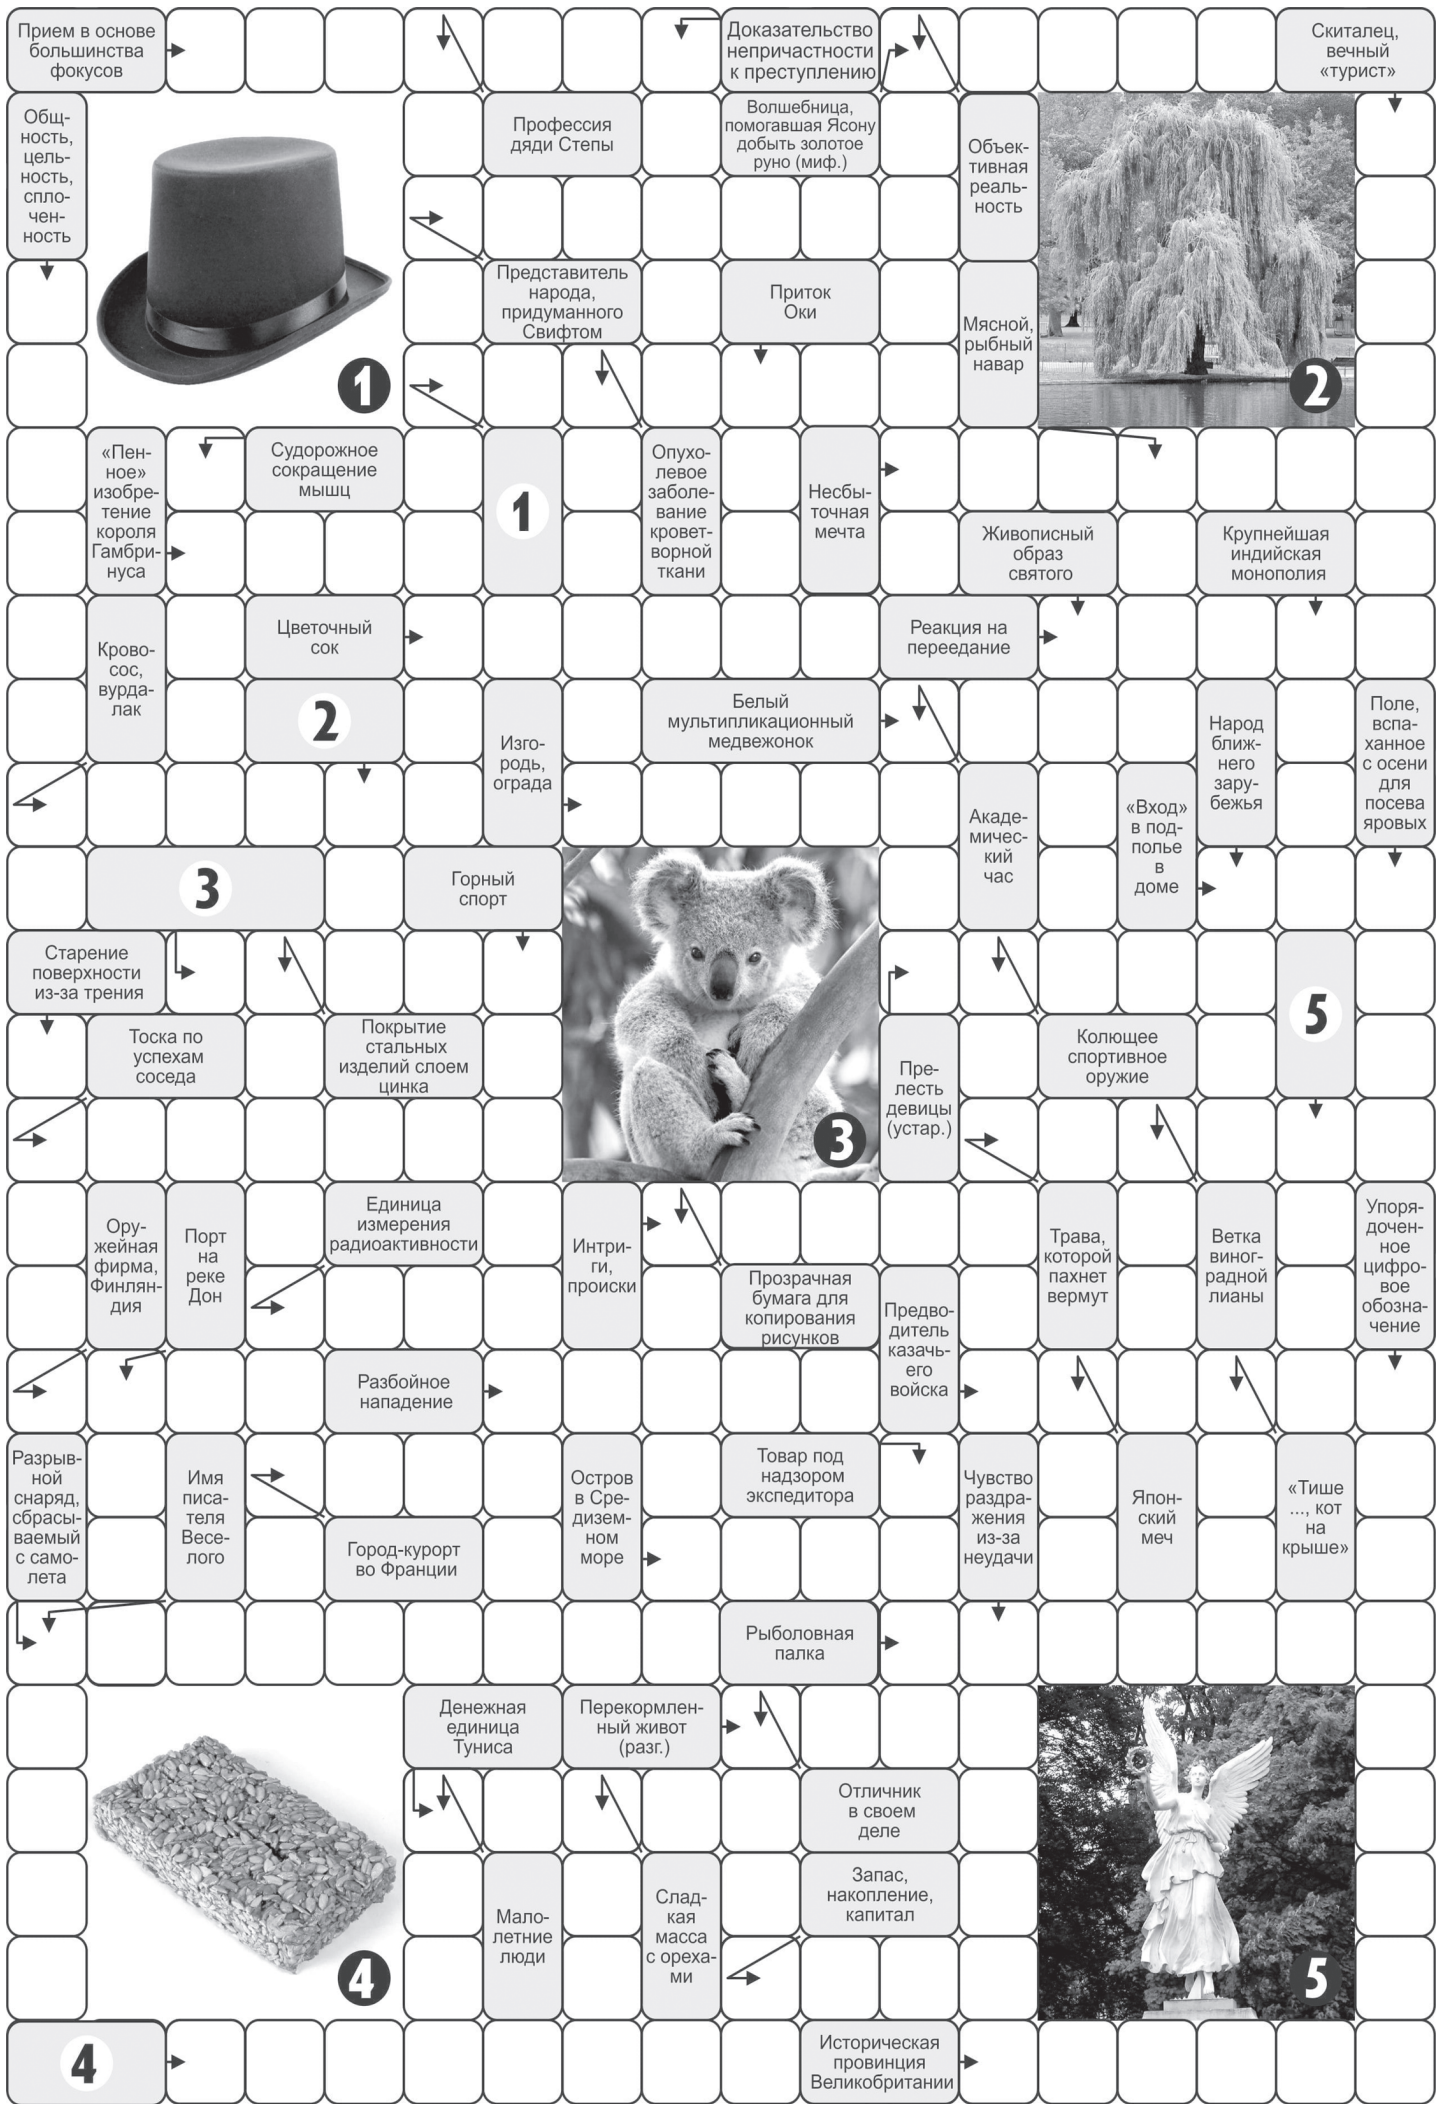 Прием в основе
большинства
фокусов
Доказательство
непричастности
к преступлению
Скиталец,
вечный
«турист»
Общ-
ность,
цель-
ность,
спло-
чен-
ность
Профессия
дяди Степы
Волшебница,
помогавшая Ясону
добыть золотое
руно (миф.)
Объек-
тивная
реаль-
ность
Представитель
народа,
придуманного
Свифтом
Приток
Оки
Мясной,
рыбный
навар
1
2
«Пен-
ное»
изобре-
тение
короля
Гамбри-
нуса
Судорожное
сокращение
мышц
1
Опухо-
левое
заболе-
вание
кровет-
ворной
ткани
Несбы-
точная
мечта
Живописный
образ
святого
Крупнейшая
индийская
монополия
Крово-
сос,
вурда-
лак
Цветочный
сок
Реакция на
переедание
2
Изго-
родь,
ограда
Белый
мультипликационный
медвежонок
Народ
ближ-
него
зару-
бежья
Поле,
вспа-
ханное
с осени
для
посева
яровых
Акаде-
мичес-
кий
час
«Вход»
в под-
полье
в
доме
3
Горный
спорт
Старение
поверхности
из-за трения
5
Тоска по
успехам
соседа
Покрытие
стальных
изделий слоем
цинка
Пре-
лесть
девицы
(устар.)
Колющее
спортивное
оружие
3
Ору-
жейная
фирма,
Финлян-
дия
Порт
на
реке
Дон
Единица
измерения
радиоактивности
Интри-
ги,
происки
Трава,
которой
пахнет
вермут
Ветка
виног-
радной
лианы
Упоря-
дочен-
ное
цифро-
вое
обозна-
чение
Прозрачная
бумага для
копирования
рисунков
Предво-
дитель
казачь-
его
войска
Разбойное
нападение
Разрыв-
ной
снаряд,
сбрасы-
ваемый
с само-
лета
Имя
писа-
теля
Весе-
лого
Остров
в Сре-
дизем-
ном
море
Товар под
надзором
экспедитора
Чувство
раздра-
жения
из-за
неудачи
Япон-
ский
меч
«Тише
..., кот
на
крыше»
Город-курорт
во Франции
Рыболовная
палка
Денежная
единица
Туниса
Перекормлен-
ный живот
(разг.)
Отличник
в своем
деле
Мало-
летние
люди
Слад-
кая
масса
с ореха-
ми
Запас,
накопление,
капитал
4
5
4
Историческая
провинция
Великобритании